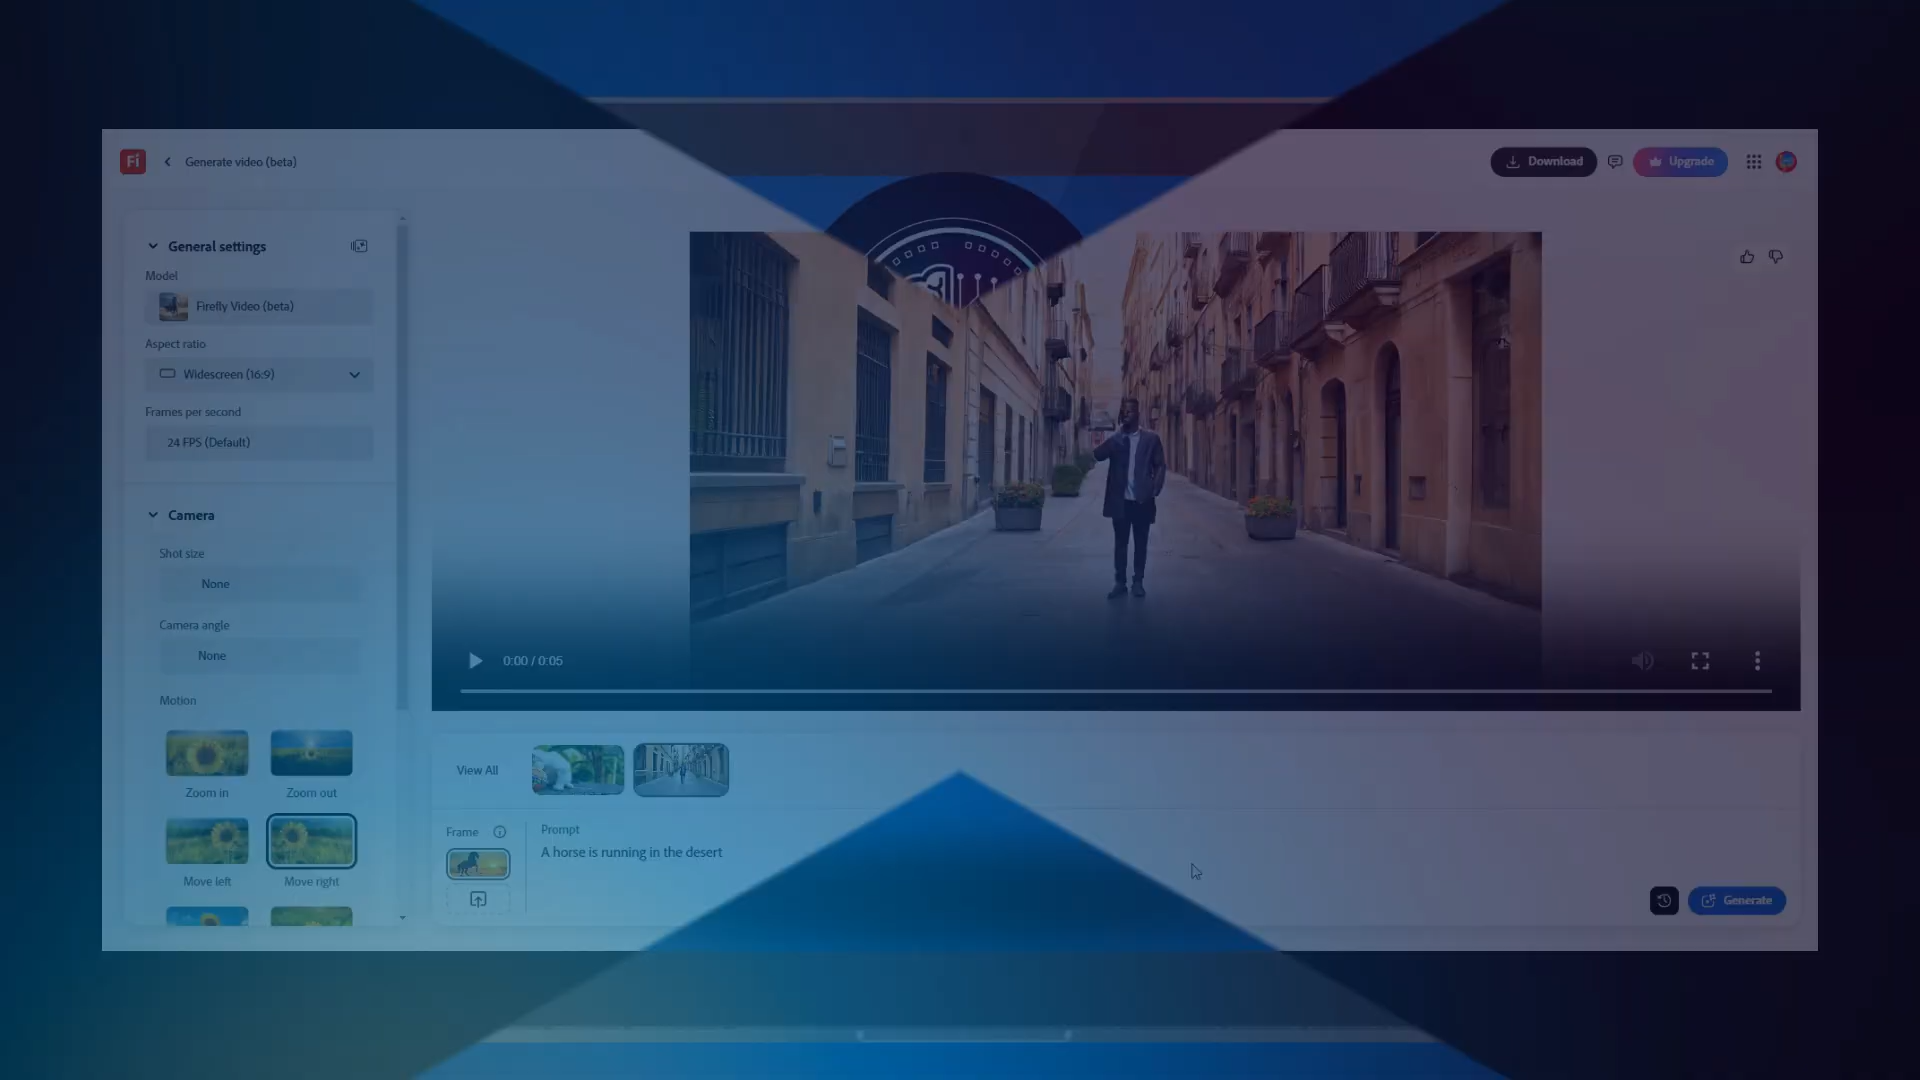 Fi
Generate video (beta)
Download
Upgrade
General settings
Model
Firefly Video (beta)
Aspect ratio
Widescreen (16:9)
Frames per second
24 FPS (Default)
Camera
Shot size
None
Camera angle
None
Motion
Zoom in
Zoom out
Move left
Move right
0:00 / 0:05
View All
Frame
Prompt
A horse is running in the desert
Generate